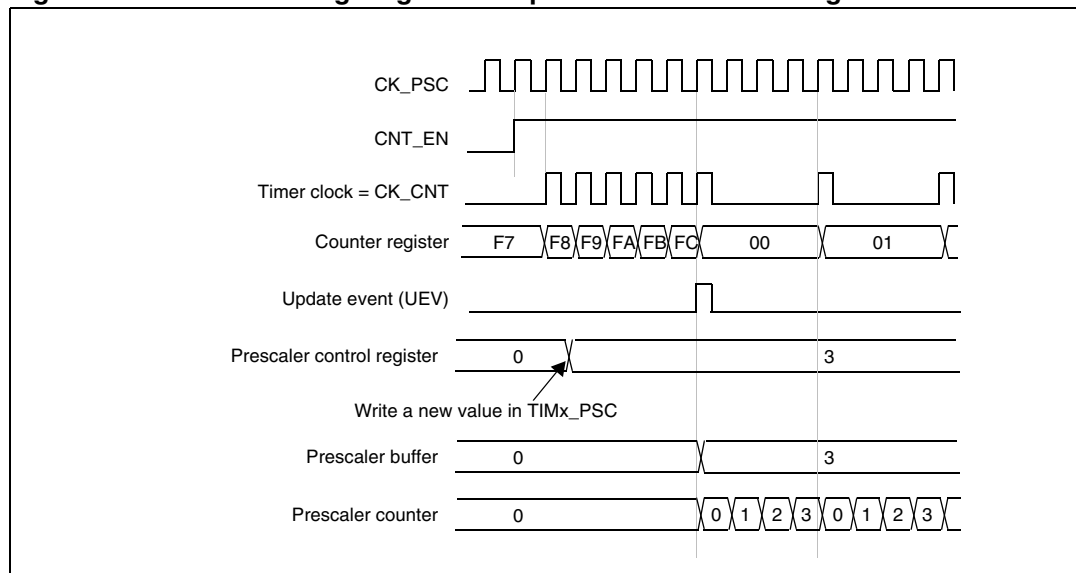 CK_PSC
CNT_EN
Timer clock = CK_CNT
Counter register F7 F8 F9 FA FB FC 00 01
Update event (UEV)
Prescaler control register 0 3
Write a new value in TIMx_PSC
Prescaler buffer 0 3
Prescaler counter 0 0 1 2 3 0 1 2 3